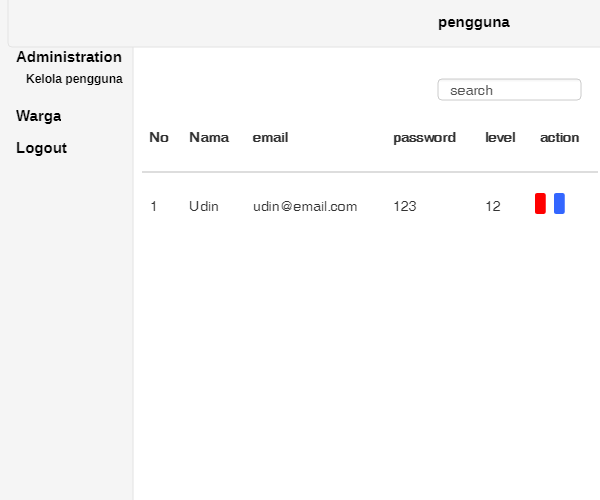 pengguna
Administration
Kelola pengguna
Warga
Logout
search
No Nama email password level action
1 Udin udin@email.com 123 12